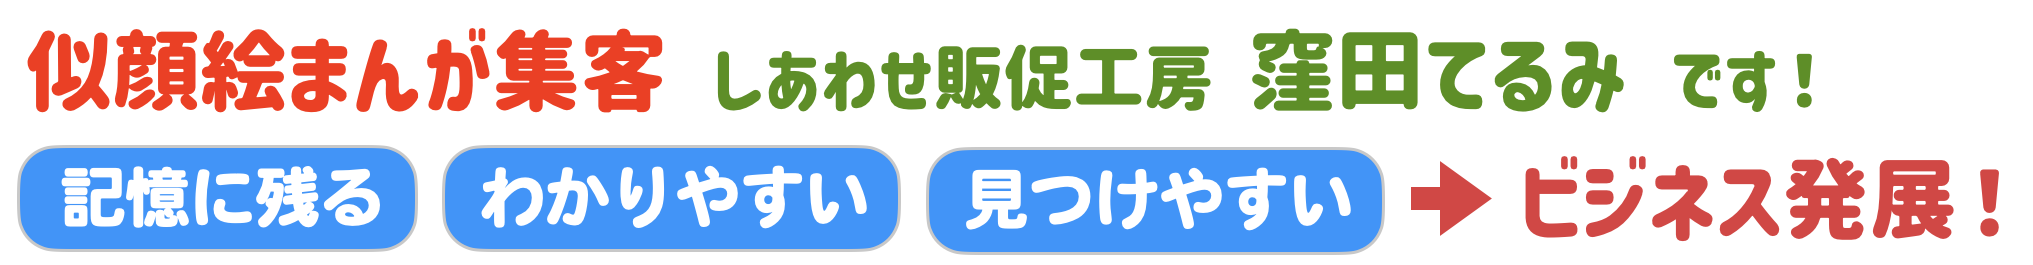 似顔絵まんが集客 しあわせ販促工房 窪田てるみ です！
記憶に残る わかりやすい 見つけやすい ➡ ビジネス発展！